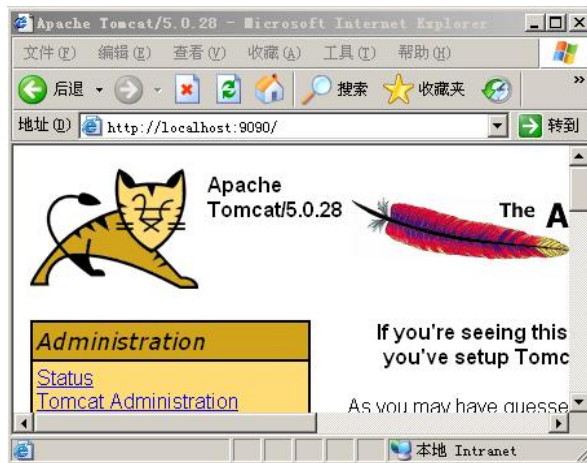 Apache Tomcat/5.0.28 - Microsoft Internet Explorer
文件(F) 编辑(E) 查看(V) 收藏(A) 工具(T) 帮助(H)
后退 搜索 收藏夹 »
地址(D) http://localhost:9090/ 转到
Apache
Tomcat/5.0.28
The A
Administration
Status
Tomcat Administration
If you're seeing this
you've setup Tomc
As you may have guesse
本地 Intranet